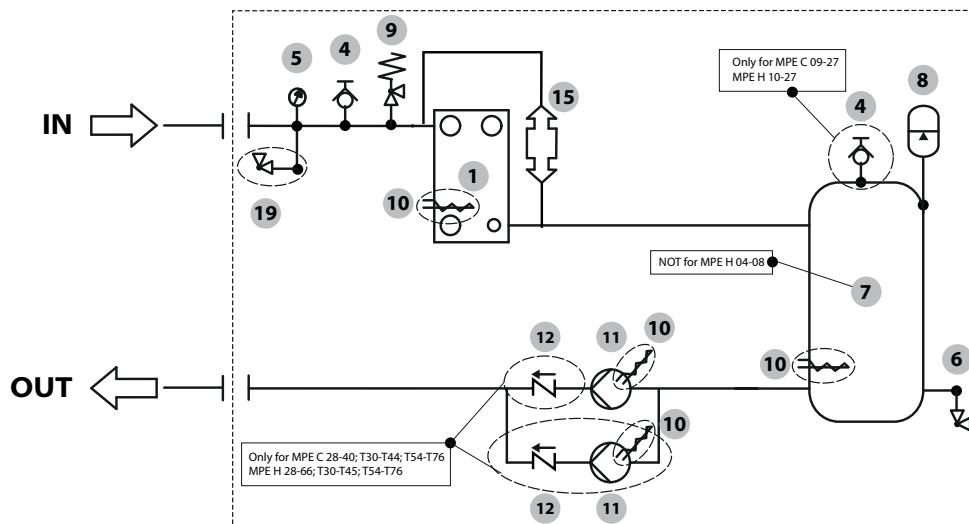 5
4
9
Only for MPE C 09-27
MPE H 10-27
8
15
4
IN
1
19
10
NOT for MPE H 04-08
7
10
12
11
10
6
OUT
10
Only for MPE C 28-40; T30-T44; T54-T76
MPE H 28-66; T30-T45; T54-T76
12
11